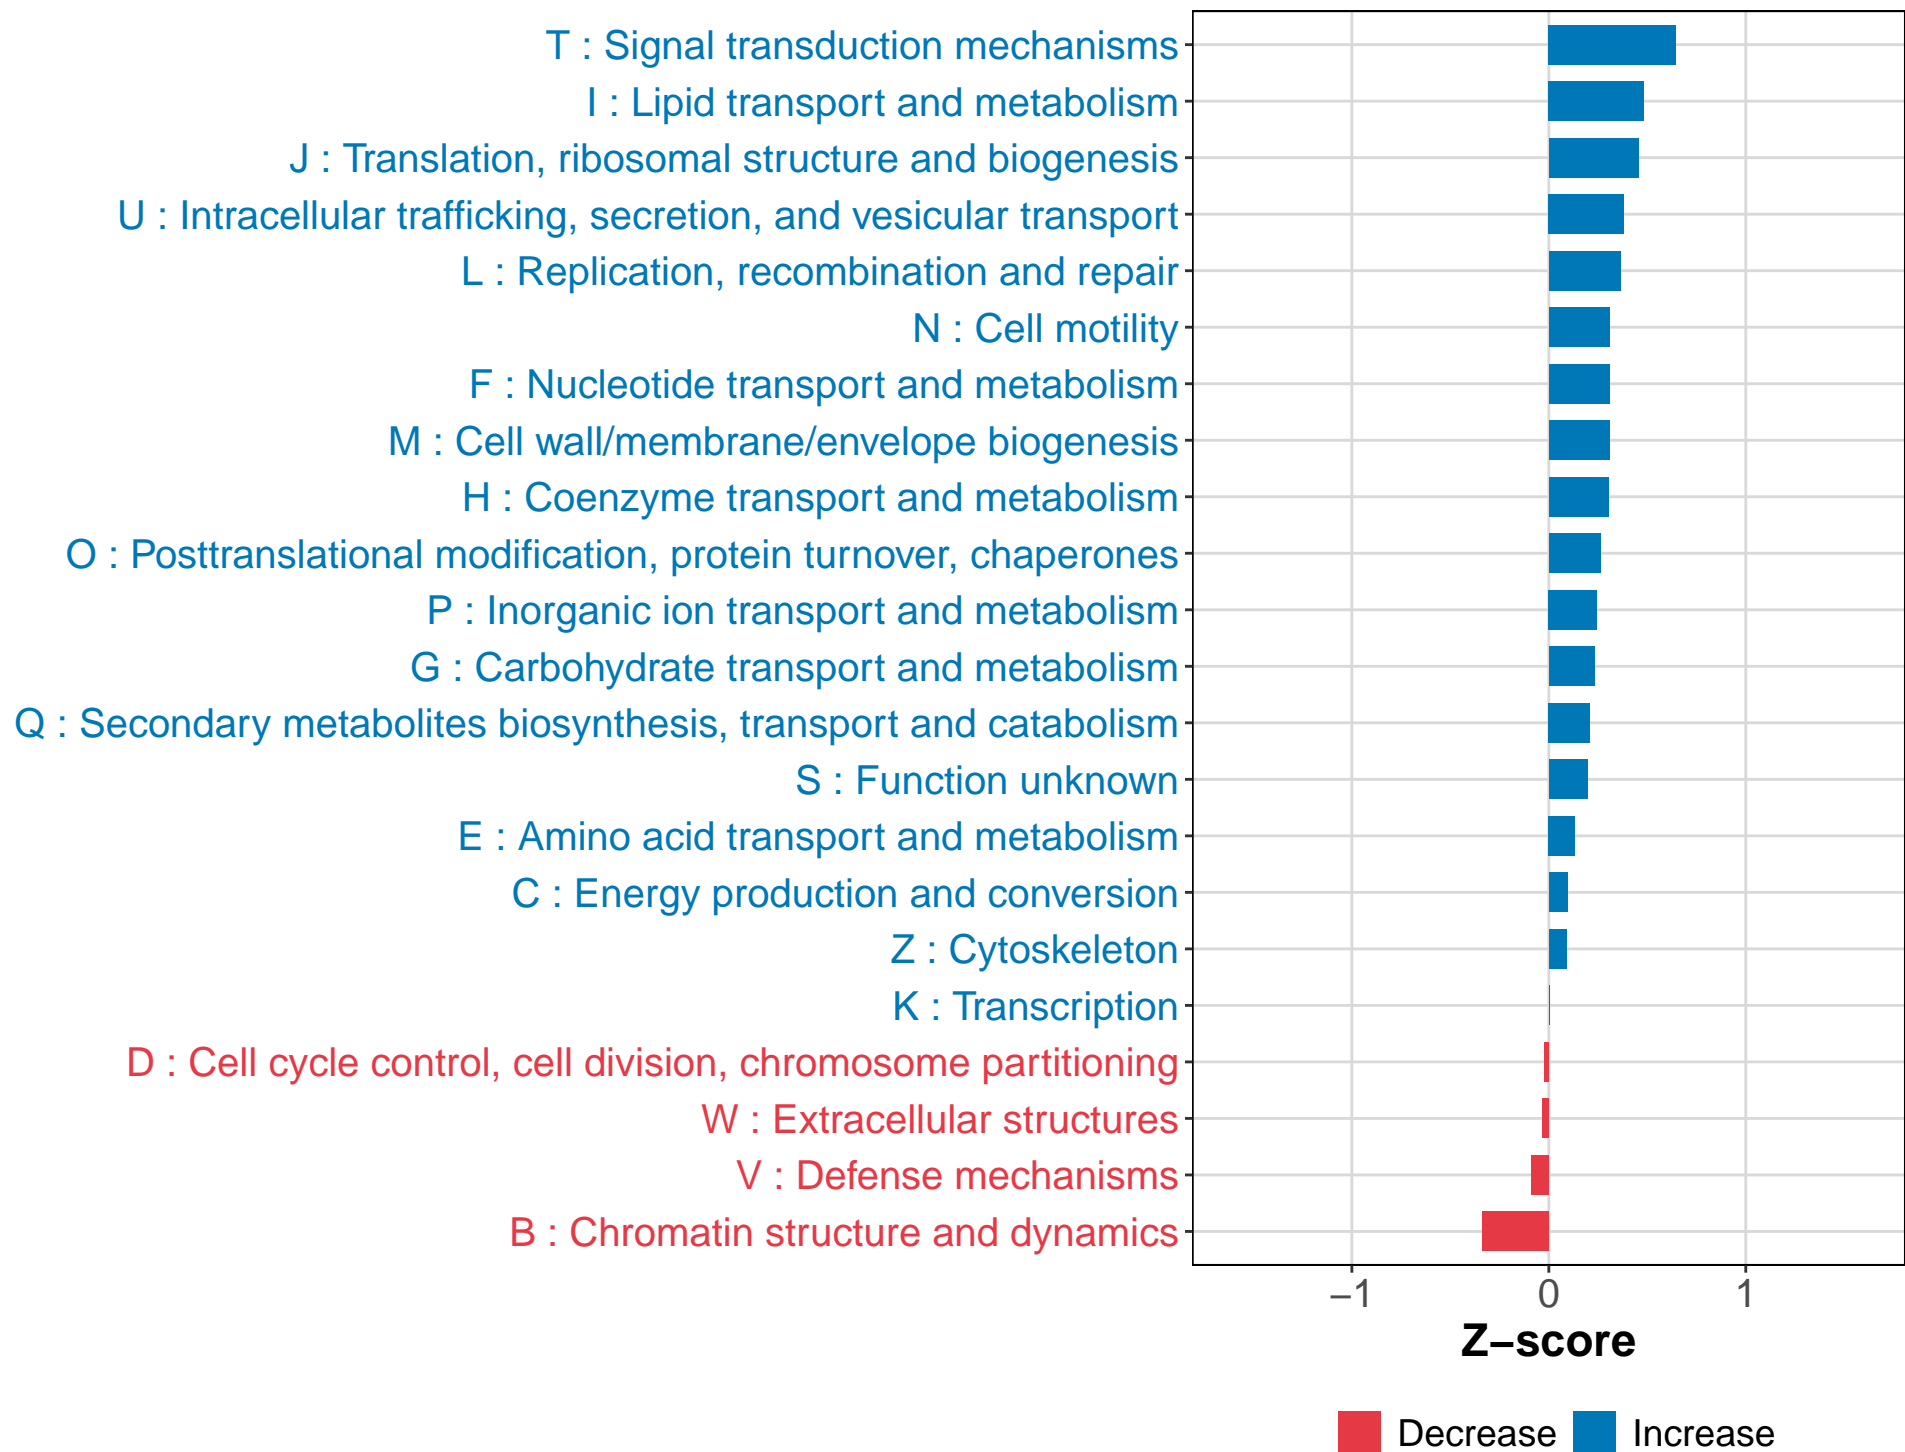 T : Signal transduction mechanisms
I : Lipid transport and metabolism
J : Translation, ribosomal structure and biogenesis
U : Intracellular trafficking, secretion, and vesicular transport
L : Replication, recombination and repair
N : Cell motility
F : Nucleotide transport and metabolism
M : Cell wall/membrane/envelope biogenesis
H : Coenzyme transport and metabolism
O : Posttranslational modification, protein turnover, chaperones
P : Inorganic ion transport and metabolism
G : Carbohydrate transport and metabolism
Q : Secondary metabolites biosynthesis, transport and catabolism
S : Function unknown
E : Amino acid transport and metabolism
C : Energy production and conversion
Z : Cytoskeleton
K : Transcription
D : Cell cycle control, cell division, chromosome partitioning
W : Extracellular structures
V : Defense mechanisms
B : Chromatin structure and dynamics
−1 0 1
Z−score
Decrease Increase